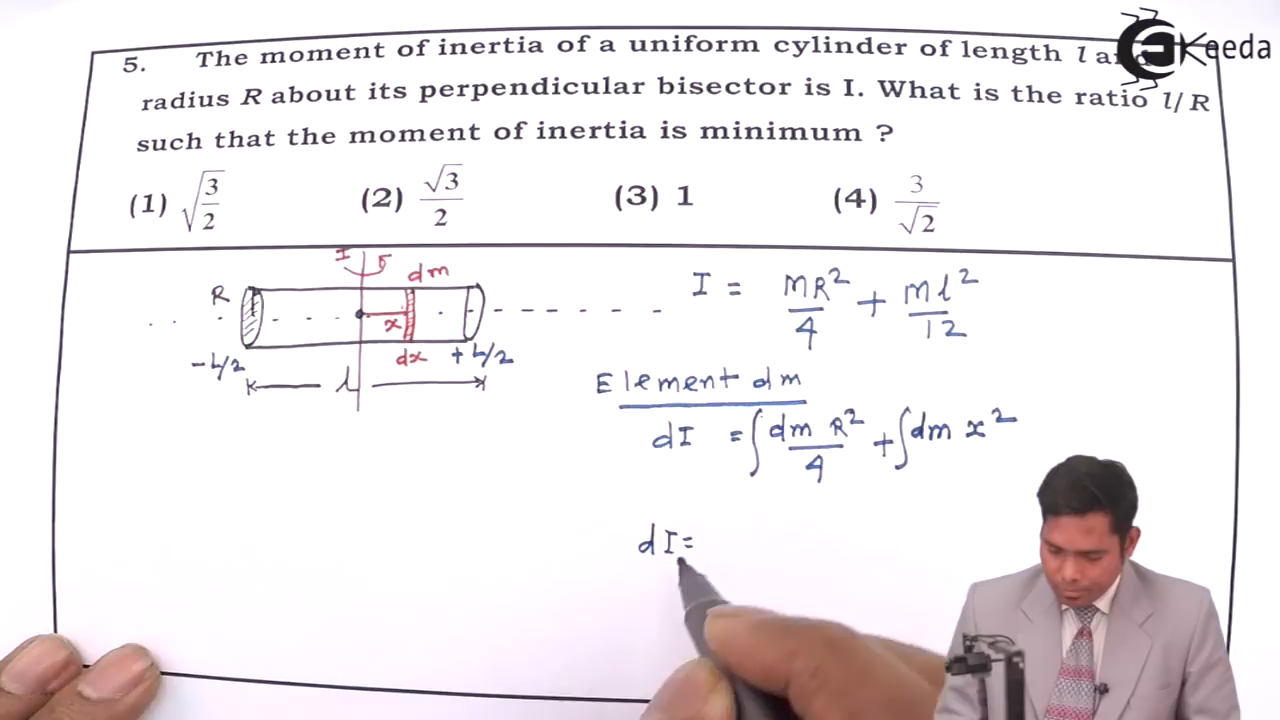 5. The moment of inertia of a uniform cylinder of length l an
radius R about its perpendicular bisector is I. What is the ratio l/R
such that the moment of inertia is minimum ?
(1) √(3/2) (2) √3/2 (3) 1 (4) 3/√2
EKeeda
I
dm
R
x
-L/2 dx +L/2
l
I = MR²/4 + Ml²/12
Element dm
dI = ∫ dm R²/4 + ∫ dm x²
dI=